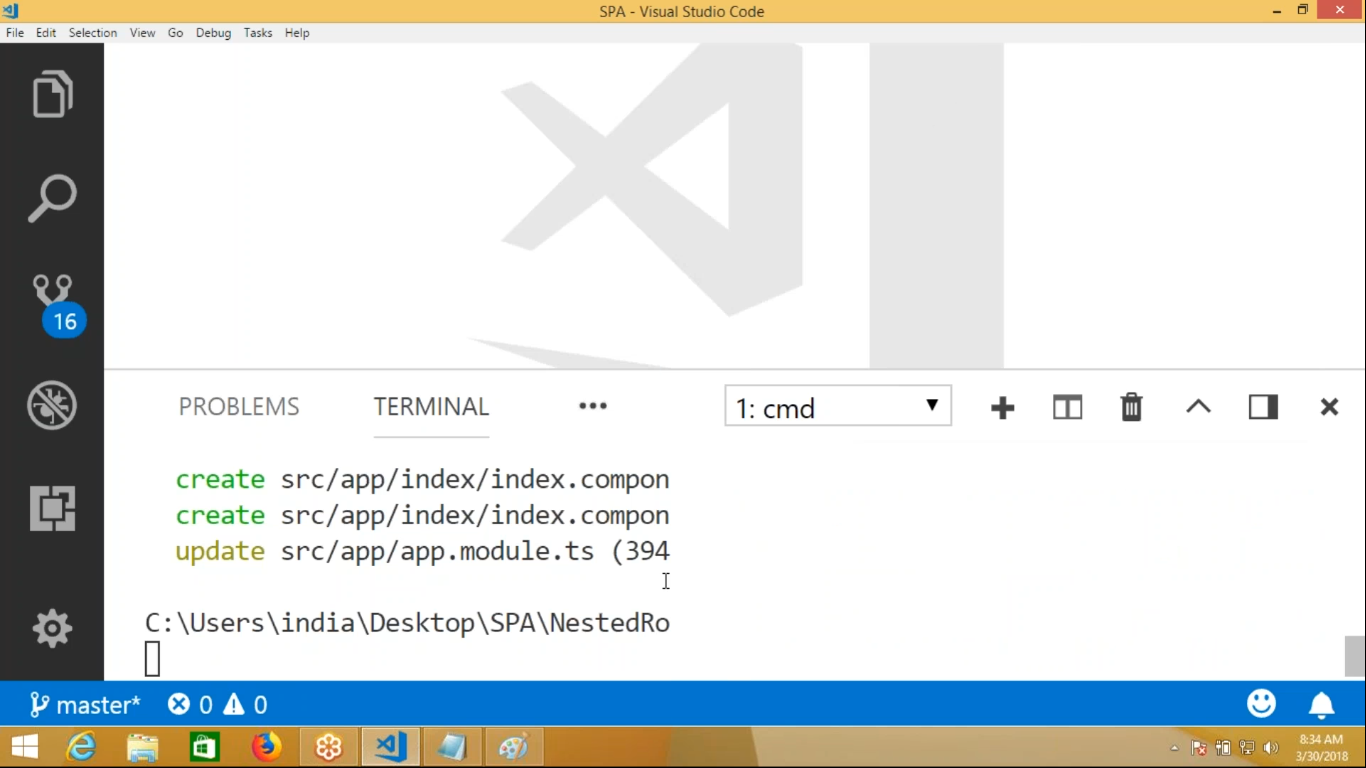 SPA - Visual Studio Code
File Edit Selection View Go Debug Tasks Help
16
PROBLEMS TERMINAL ••• 1: cmd
create src/app/index/index.compon
create src/app/index/index.compon
update src/app/app.module.ts (394
C:\Users\india\Desktop\SPA\NestedRo
master* 0 0
8:34 AM
3/30/2018